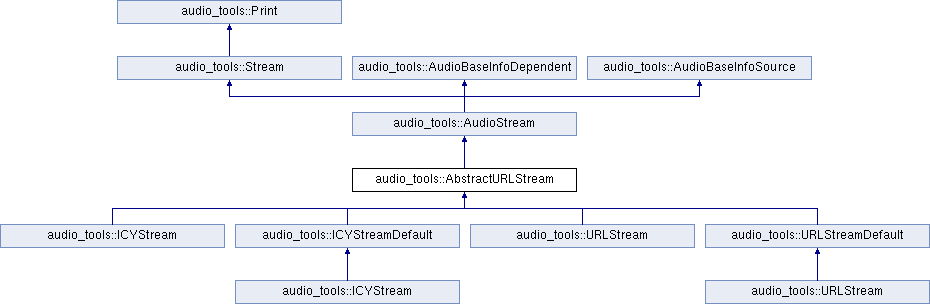 audio_tools::Print
audio_tools::Stream
audio_tools::AudioBaseInfoDependent
audio_tools::AudioBaseInfoSource
audio_tools::AudioStream
audio_tools::AbstractURLStream
audio_tools::ICYStream
audio_tools::ICYStreamDefault
audio_tools::URLStream
audio_tools::URLStreamDefault
audio_tools::ICYStream
audio_tools::URLStream